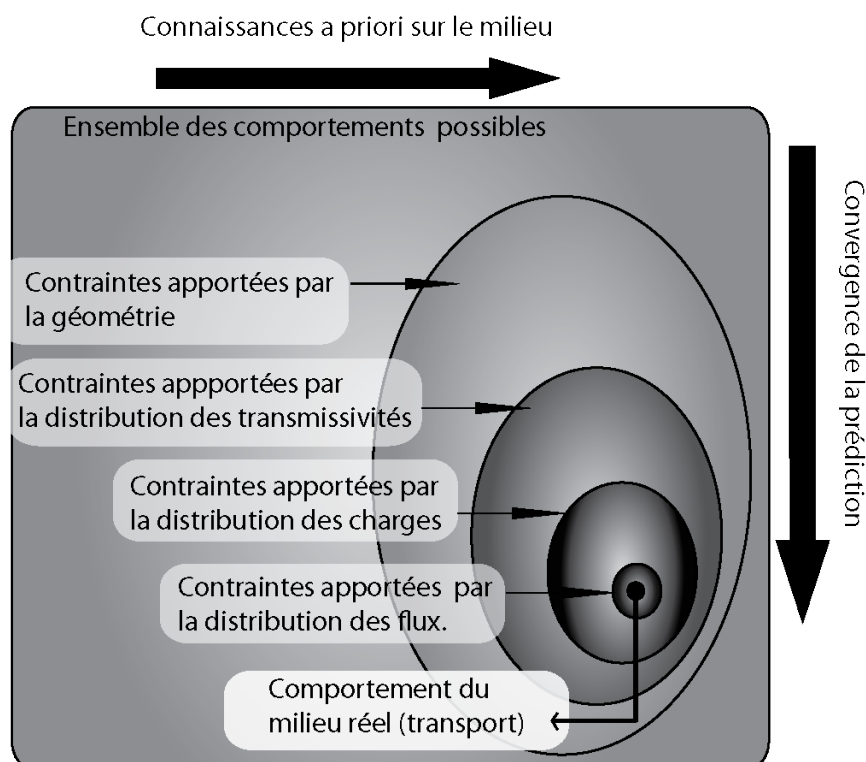 Connaissances a priori sur le milieu
Ensemble des comportements possibles
Convergence de la prédiction
Contraintes apportées par
la géométrie
Contraintes appportées par
la distribution des transmissivités
Contraintes apportées par
la distribution des charges
Contraintes apportées par
la distribution des flux.
Comportement du
milieu réel (transport)